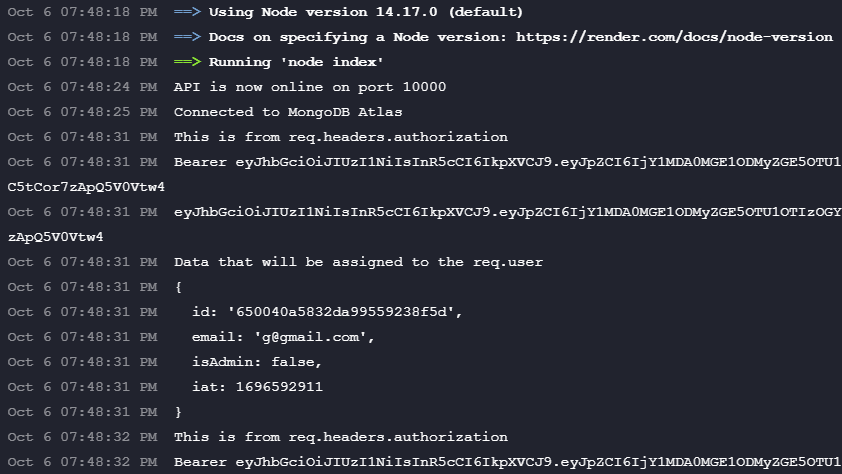 Oct 6 07:48:18 PM ==> Using Node version 14.17.0 (default)
Oct 6 07:48:18 PM ==> Docs on specifying a Node version: https://render.com/docs/node-version
Oct 6 07:48:18 PM ==> Running 'node index'
Oct 6 07:48:24 PM API is now online on port 10000
Oct 6 07:48:25 PM Connected to MongoDB Atlas
Oct 6 07:48:31 PM This is from req.headers.authorization
Oct 6 07:48:31 PM Bearer eyJhbGciOiJIUzI1NiIsInR5cCI6IkpXVCJ9.eyJpZCI6IjY1MDA0MGE1ODMyZGE5OTU1
C5tCor7zApQ5V0Vtw4
Oct 6 07:48:31 PM eyJhbGciOiJIUzI1NiIsInR5cCI6IkpXVCJ9.eyJpZCI6IjY1MDA0MGE1ODMyZGE5OTU1OTIzOGY
zApQ5V0Vtw4
Oct 6 07:48:31 PM Data that will be assigned to the req.user
Oct 6 07:48:31 PM {
Oct 6 07:48:31 PM id: '650040a5832da99559238f5d',
Oct 6 07:48:31 PM email: 'g@gmail.com',
Oct 6 07:48:31 PM isAdmin: false,
Oct 6 07:48:31 PM iat: 1696592911
Oct 6 07:48:31 PM }
Oct 6 07:48:32 PM This is from req.headers.authorization
Oct 6 07:48:32 PM Bearer eyJhbGciOiJIUzI1NiIsInR5cCI6IkpXVCJ9.eyJpZCI6IjY1MDA0MGE1ODMyZGE5OTU1